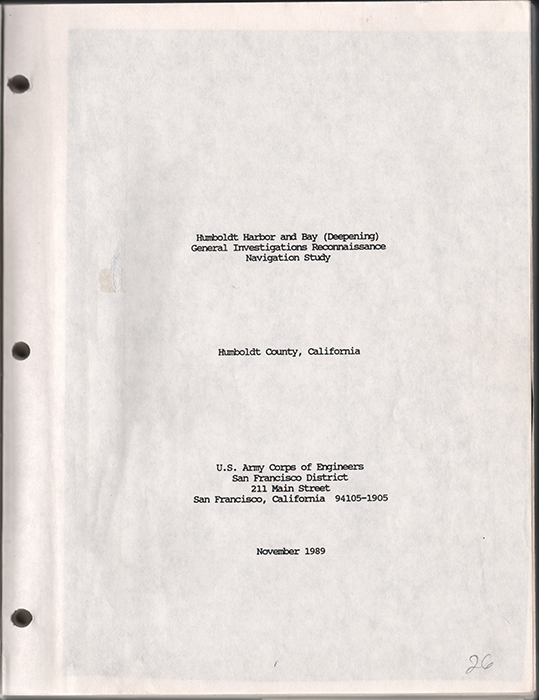 Humboldt Harbor and Bay (Deepening)
General Investigations Reconnaissance
Navigation Study
Humboldt County, California
U.S. Army Corps of Engineers
San Francisco District
211 Main Street
San Francisco, California 94105-1905
November 1989
26